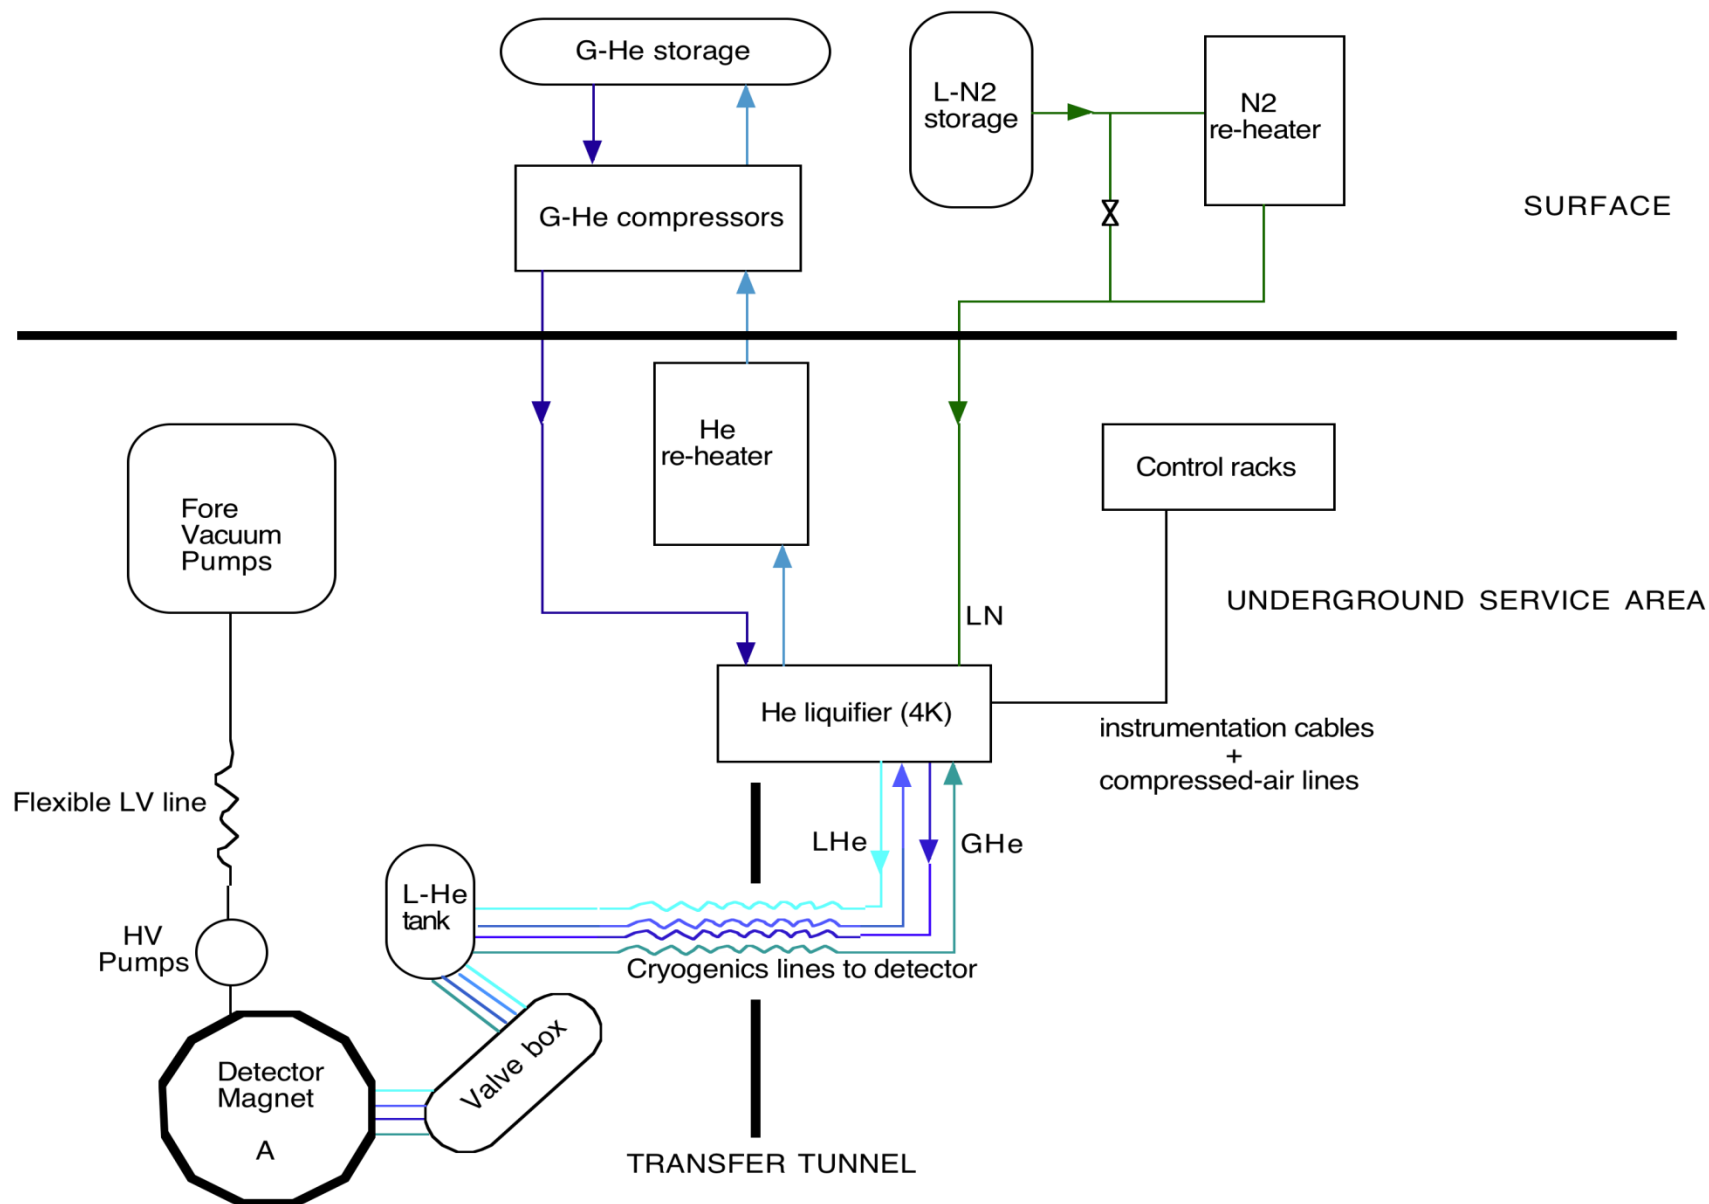 G-He storage
L-N2
storage
N2
re-heater
G-He compressors
SURFACE
He
re-heater
Control racks
Fore
Vacuum
Pumps
UNDERGROUND SERVICE AREA
LN
He liquifier (4K)
instrumentation cables
+
compressed-air lines
Flexible LV line
LHe
GHe
L-He
tank
HV
Pumps
Cryogenics lines to detector
Valve box
Detector
Magnet
A
TRANSFER TUNNEL